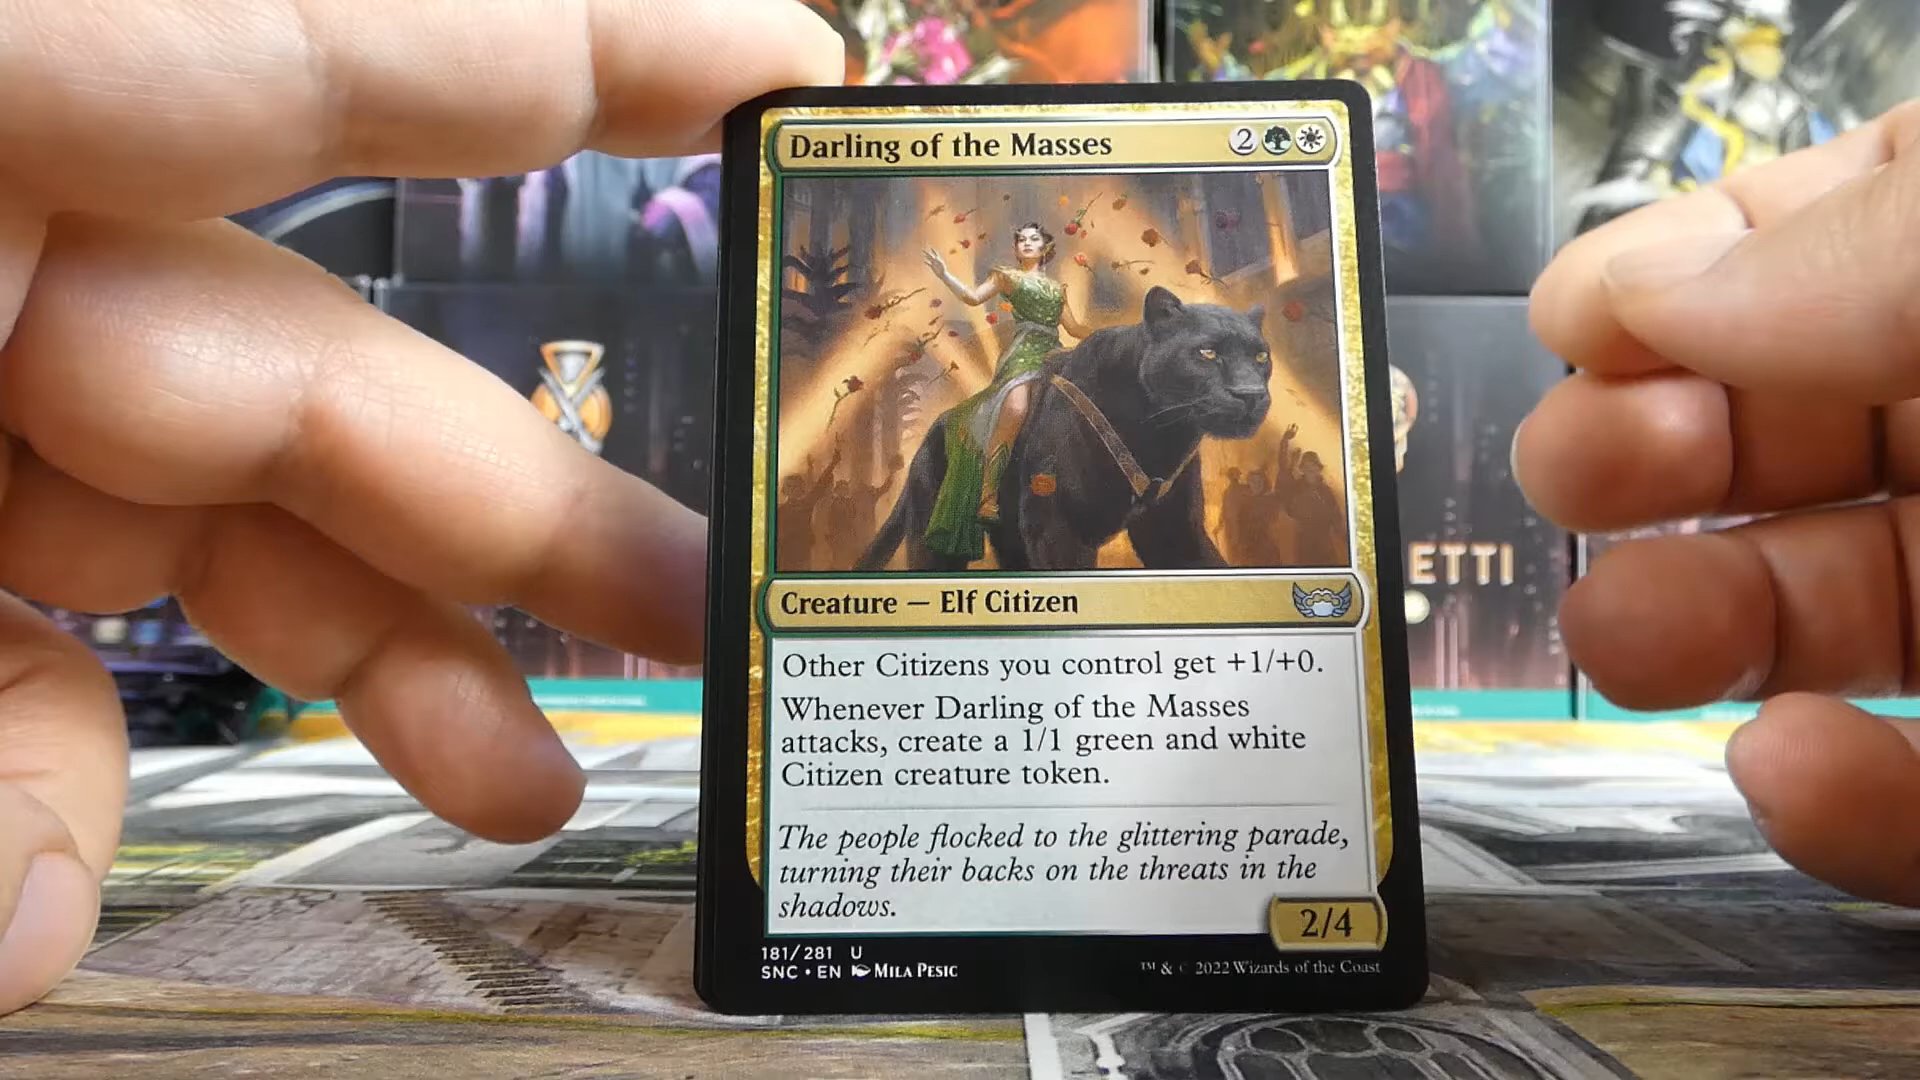 Darling of the Masses 2
ETTI
Creature — Elf Citizen
Other Citizens you control get +1/+0.
Whenever Darling of the Masses
attacks, create a 1/1 green and white
Citizen creature token.
The people flocked to the glittering parade,
turning their backs on the threats in the
shadows.
2/4
181/281 U
SNC • EN Mila Pesic
™ & © 2022 Wizards of the Coast